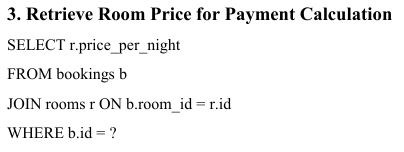 3. Retrieve Room Price for Payment Calculation
SELECT r.price_per_night
FROM bookings b
JOIN rooms r ON b.room_id = r.id
WHERE b.id = ?